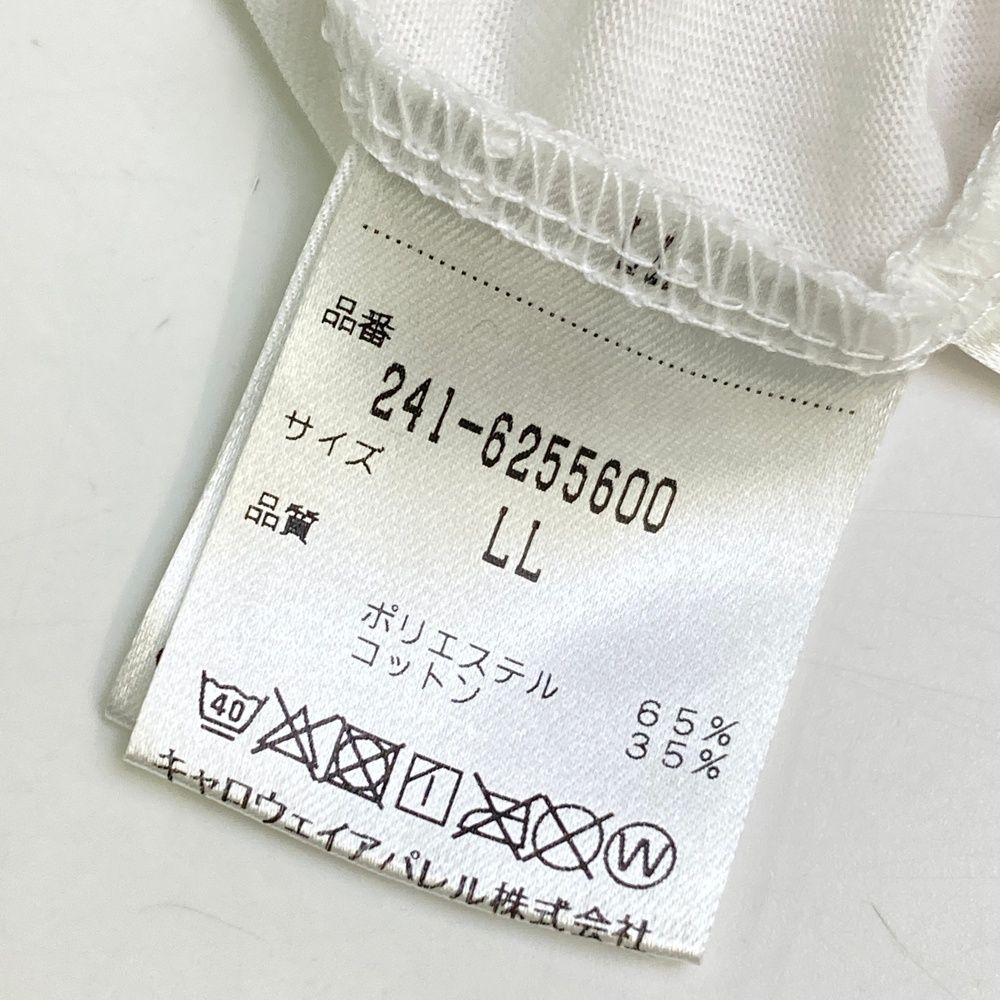 品番
241-6255600
サイズ
LL
品質
ポリエステル 65%
コットン 35%
40
W
キャロウェイアパレル株式会社